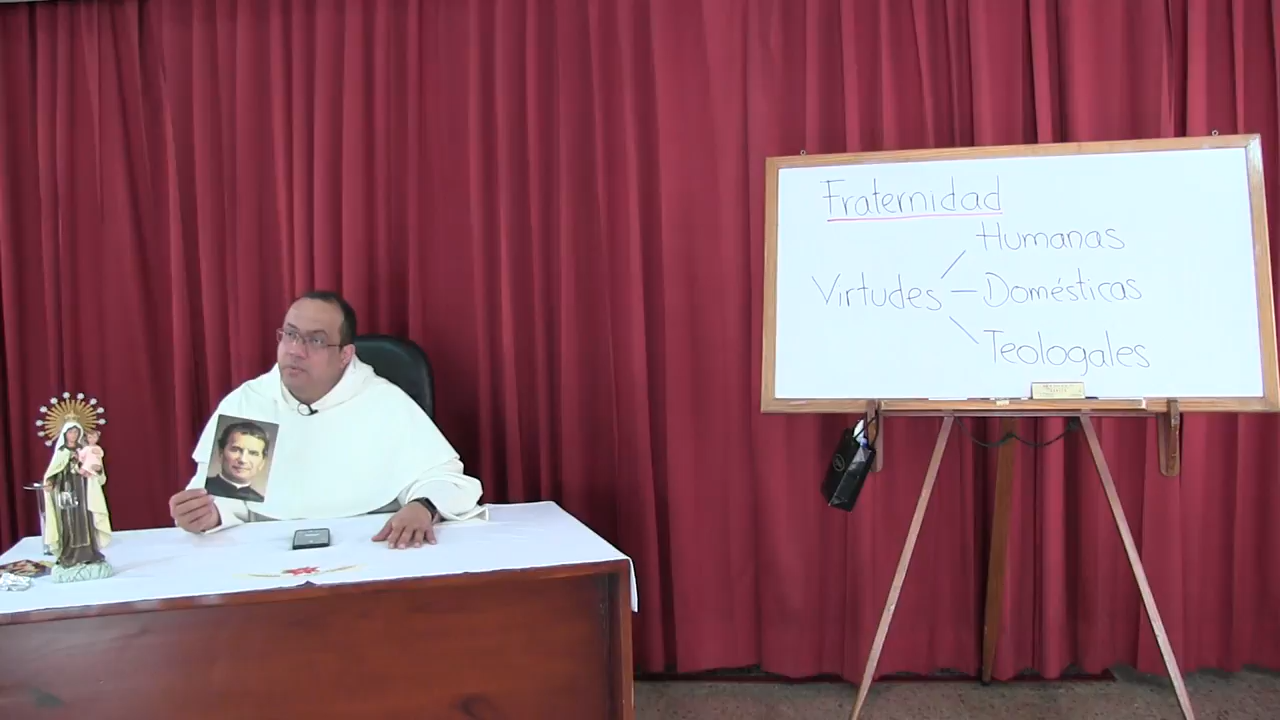 Fraternidad
Humanas
Virtudes — Domésticas
Teologales